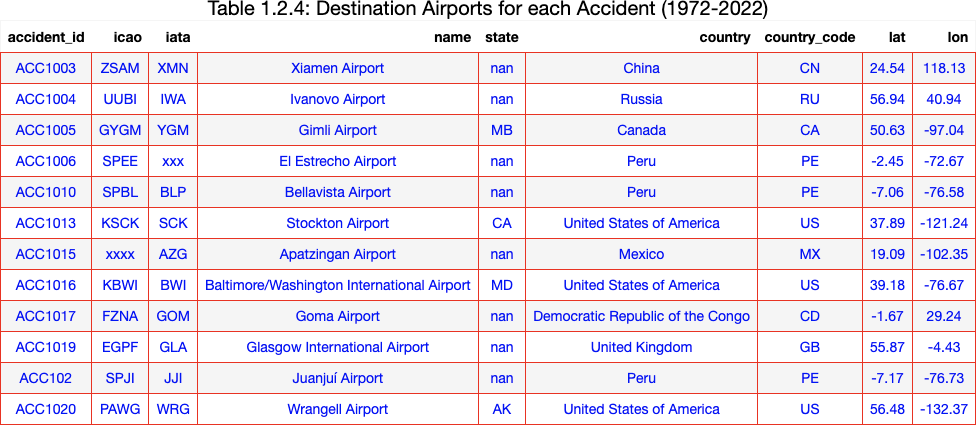 Table 1.2.4: Destination Airports for each Accident (1972-2022)
accident_id icao iata name state country country_code lat lon
ACC1003 ZSAM XMN Xiamen Airport nan China CN 24.54 118.13
ACC1004 UUBI IWA Ivanovo Airport nan Russia RU 56.94 40.94
ACC1005 GYGM YGM Gimli Airport MB Canada CA 50.63 -97.04
ACC1006 SPEE xxx El Estrecho Airport nan Peru PE -2.45 -72.67
ACC1010 SPBL BLP Bellavista Airport nan Peru PE -7.06 -76.58
ACC1013 KSCK SCK Stockton Airport CA United States of America US 37.89 -121.24
ACC1015 xxxx AZG Apatzingan Airport nan Mexico MX 19.09 -102.35
ACC1016 KBWI BWI Baltimore/Washington International Airport MD United States of America US 39.18 -76.67
ACC1017 FZNA GOM Goma Airport nan Democratic Republic of the Congo CD -1.67 29.24
ACC1019 EGPF GLA Glasgow International Airport nan United Kingdom GB 55.87 -4.43
ACC102 SPJI JJI Juanjuí Airport nan Peru PE -7.17 -76.73
ACC1020 PAWG WRG Wrangell Airport AK United States of America US 56.48 -132.37